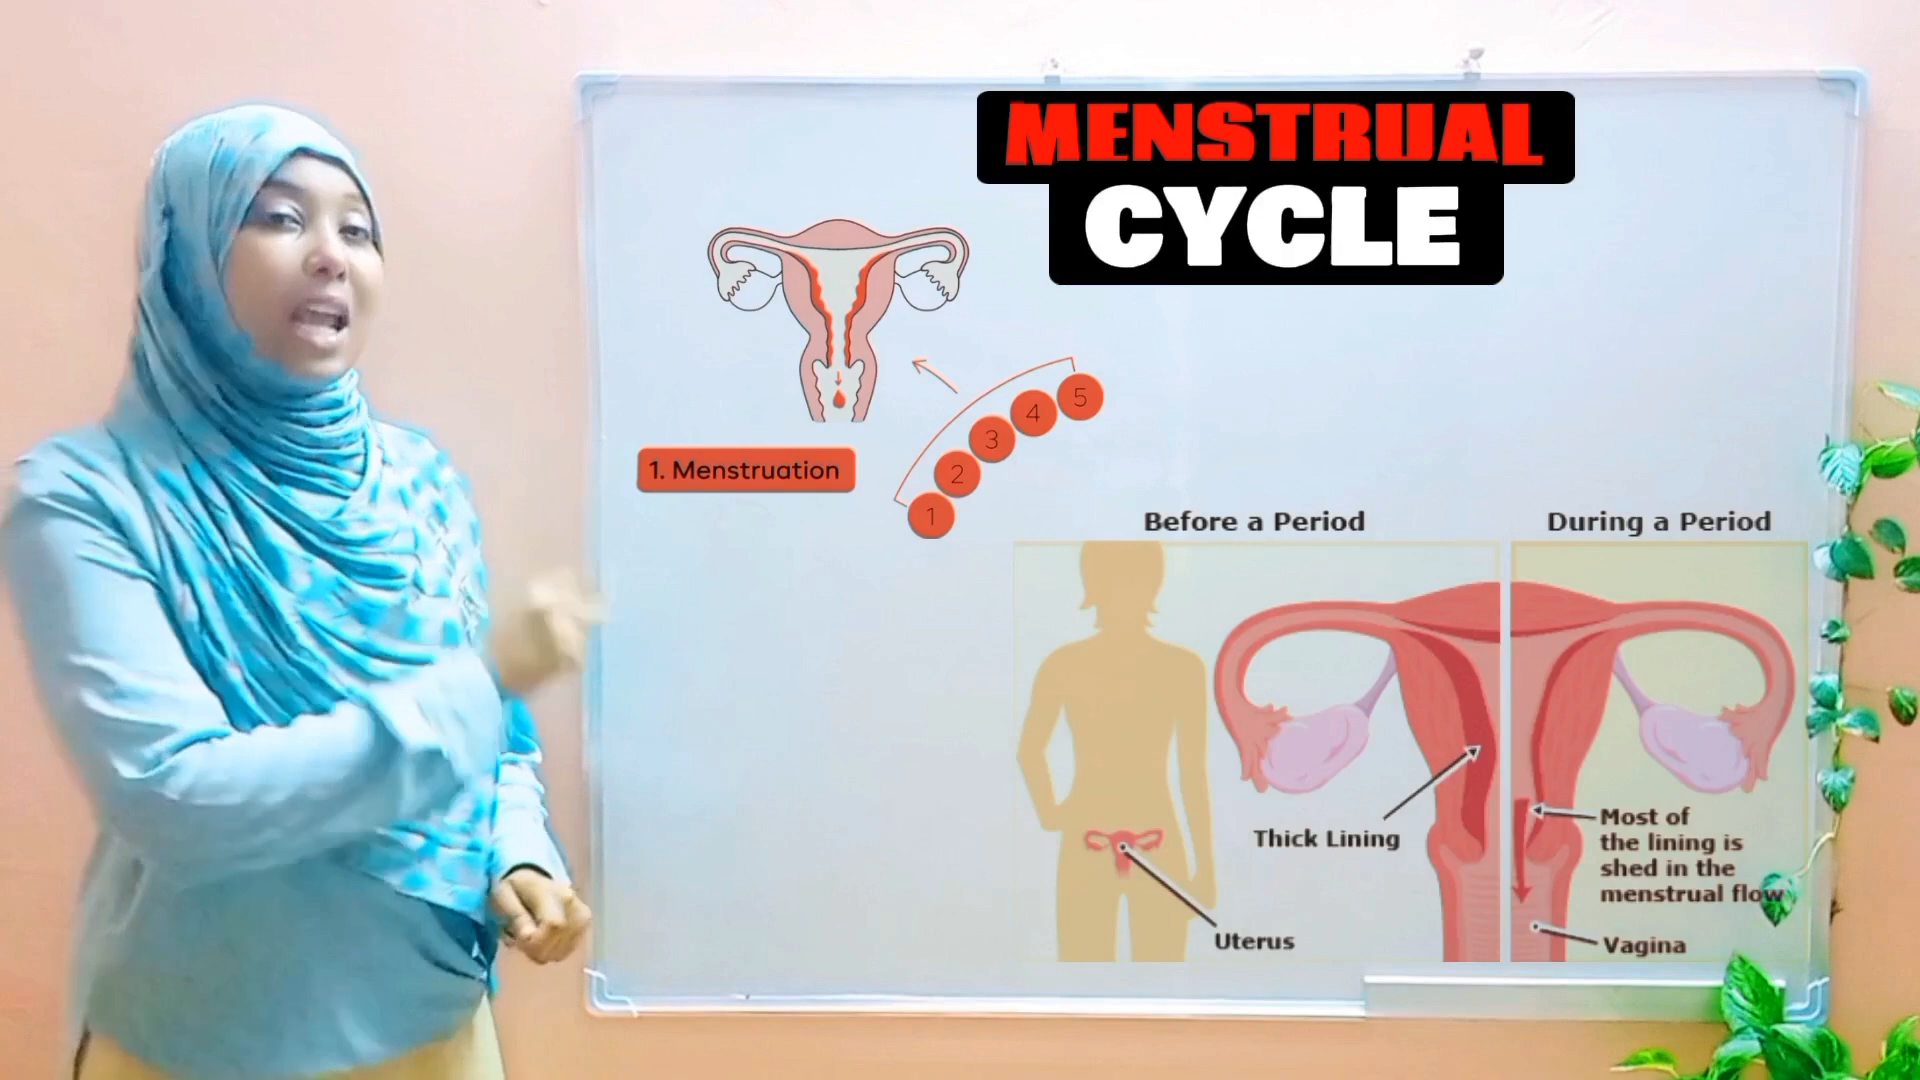 MENSTRUAL
CYCLE
1. Menstruation
1
2
3
4
5
Before a Period
During a Period
Thick Lining
Uterus
Most of
the lining is
shed in the
menstrual flow
Vagina